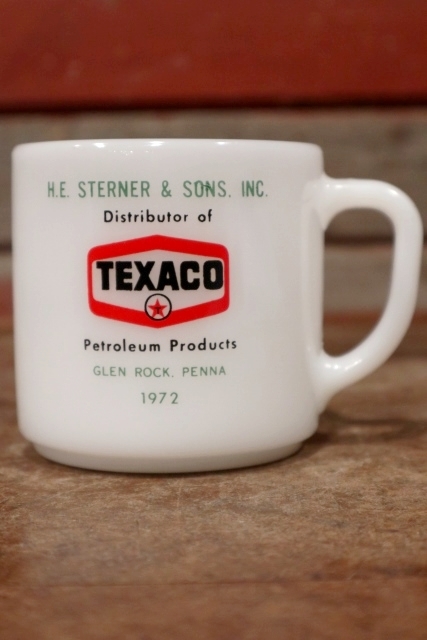 H.E. STERNER & SONS. INC.
Distributor of
TEXACO
Petroleum Products
GLEN ROCK. PENNA
1972